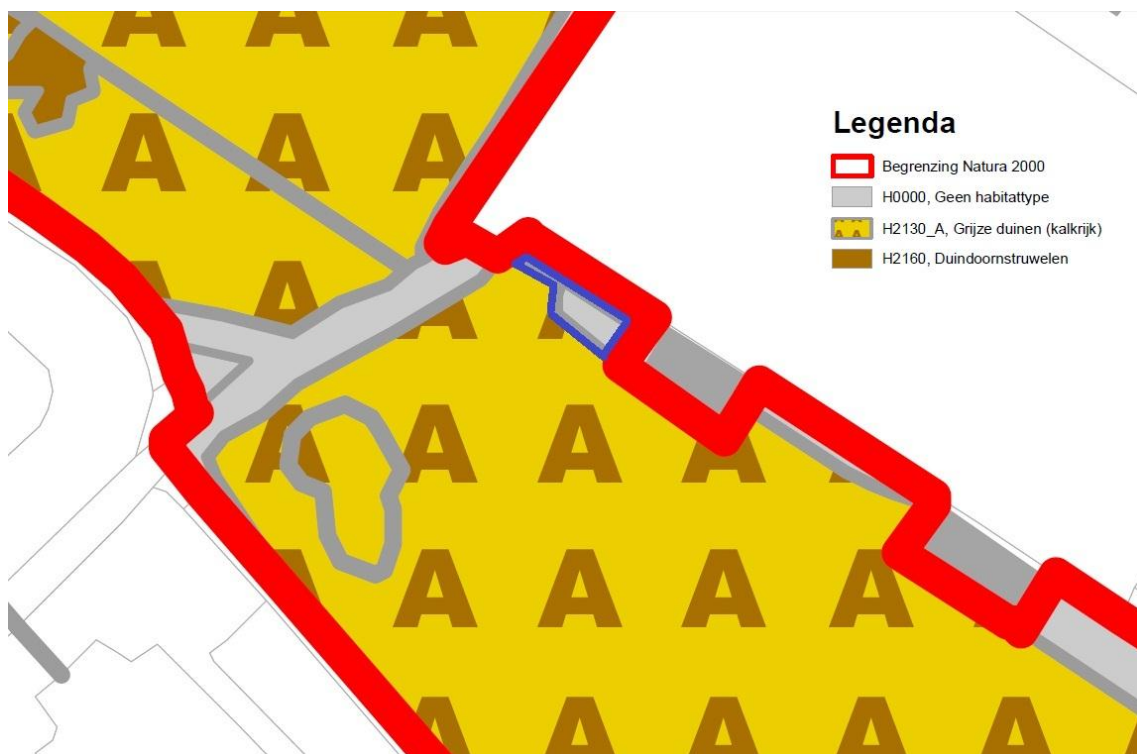 Legenda
Begrenzing Natura 2000
H0000, Geen habitattype
H2130_A, Grijze duinen (kalkrijk)
H2160, Duindoornstruwelen
A A A
A A A A
A A A A
A A A A A
A A A A A A
A A A A A